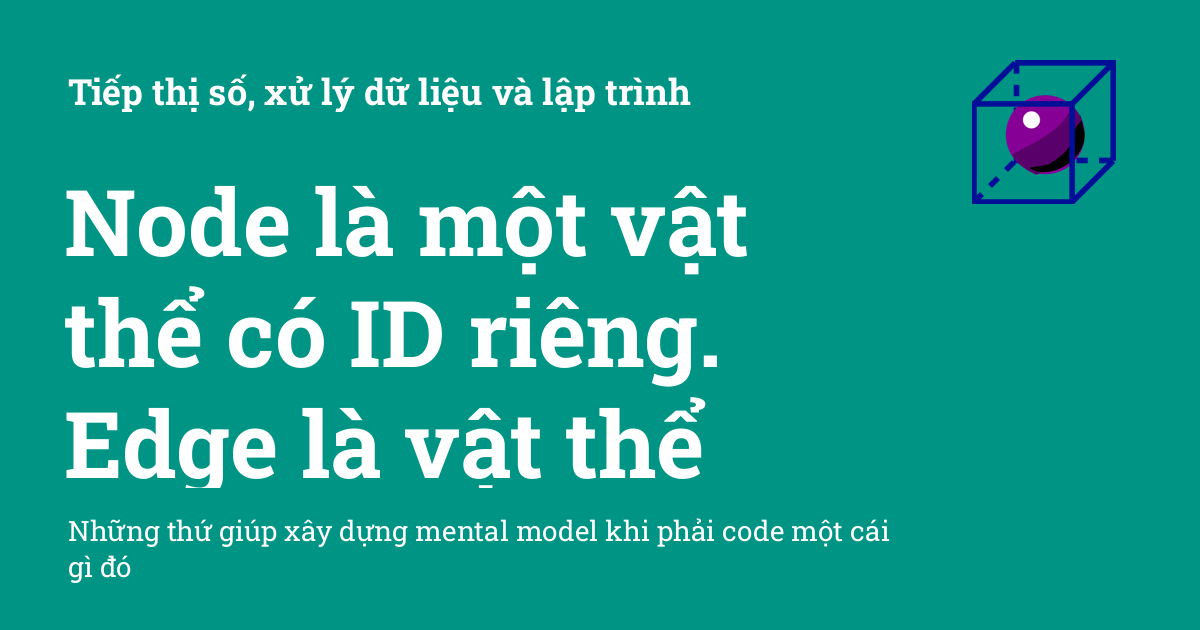 Tiếp thị số, xử lý dữ liệu và lập trình
Node là một vật
thể có ID riêng.
Edge là vật thể
Những thứ giúp xây dựng mental model khi phải code một cái
gì đó